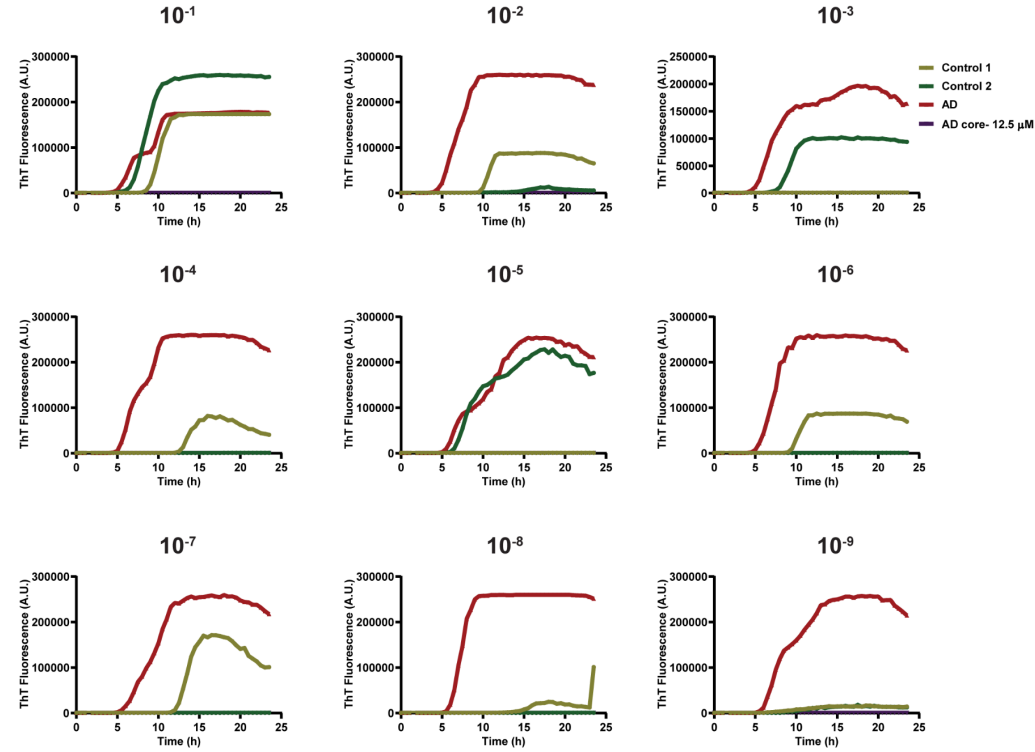 10-1
10-2
10-3
ThT Fluorescence (A.U.)
300000
200000
100000
0
0 5 10 15 20 25
Time (h)
ThT Fluorescence (A.U.)
300000
200000
100000
0
0 5 10 15 20 25
Time (h)
ThT Fluorescence (A.U.)
250000
200000
150000
100000
50000
0
0 5 10 15 20 25
Time (h)
Control 1
Control 2
AD
AD core- 12.5 μM
10-4
10-5
10-6
ThT Fluorescence (A.U.)
300000
200000
100000
0
0 5 10 15 20 25
Time (h)
ThT Fluorescence (A.U.)
300000
200000
100000
0
0 5 10 15 20 25
Time (h)
ThT Fluorescence (A.U.)
300000
200000
100000
0
0 5 10 15 20 25
Time (h)
10-7
10-8
10-9
ThT Fluorescence (A.U.)
300000
200000
100000
0
0 5 10 15 20 25
Time (h)
ThT Fluorescence (A.U.)
300000
200000
100000
0
0 5 10 15 20 25
Time (h)
ThT Fluorescence (A.U.)
300000
200000
100000
0
0 5 10 15 20 25
Time (h)